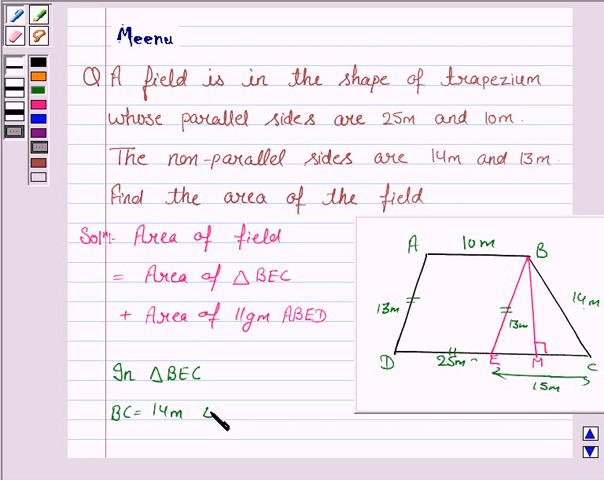 Meenu
Q A field is in the shape of trapezium
whose parallel sides are 25m and 10m.
The non-parallel sides are 14m and 13m.
Find the area of the field
Solⁿ:- Area of field
= Area of △BEC
+ Area of ||gm ABED
In △BEC
BC = 14m
A 10m B
13m 13m 14m
D 25m E M C
15m